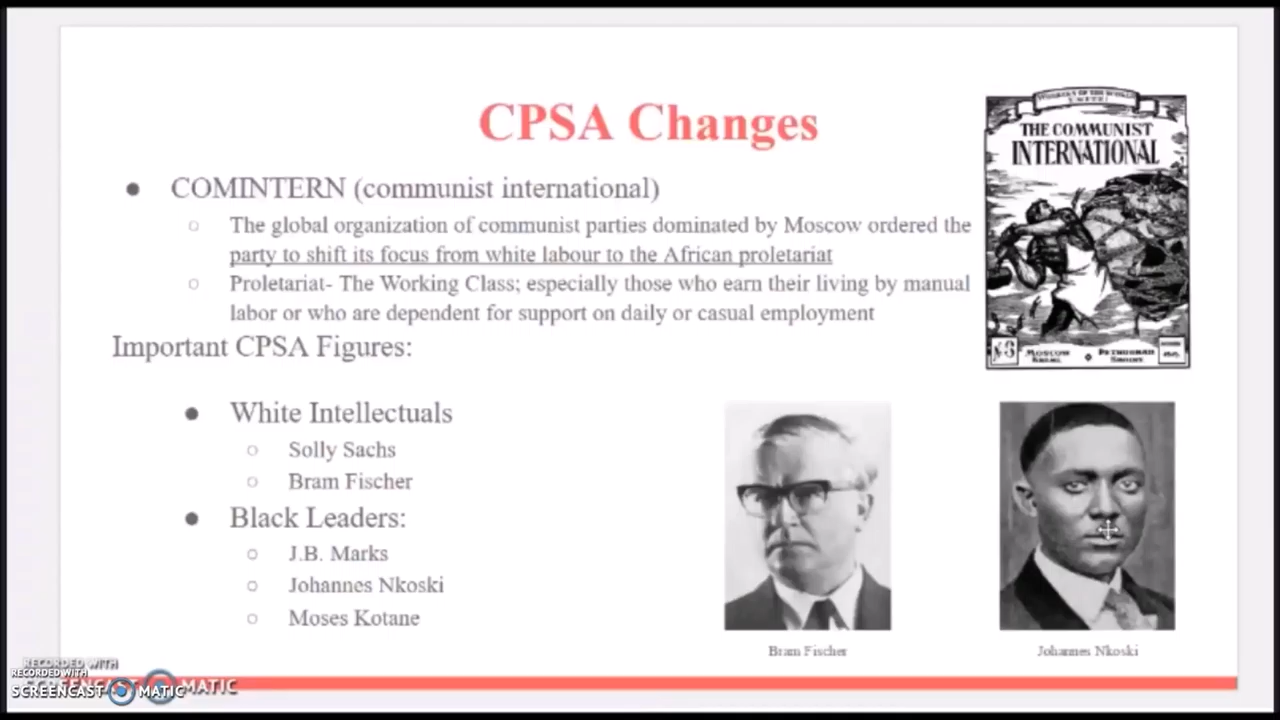 CPSA Changes
● COMINTERN (communist international)
○ The global organization of communist parties dominated by Moscow ordered the
party to shift its focus from white labour to the African proletariat
○ Proletariat- The Working Class; especially those who earn their living by manual
labor or who are dependent for support on daily or casual employment
Important CPSA Figures:
● White Intellectuals
○ Solly Sachs
○ Bram Fischer
● Black Leaders:
○ J.B. Marks
○ Johannes Nkoski
○ Moses Kotane
THE COMMUNIST
INTERNATIONAL
MOSCOW
PETROGRAD
Bram Fischer
Johannes Nkoski
RECORDED WITH
RECORDED WITH
SCREENCAST MATIC